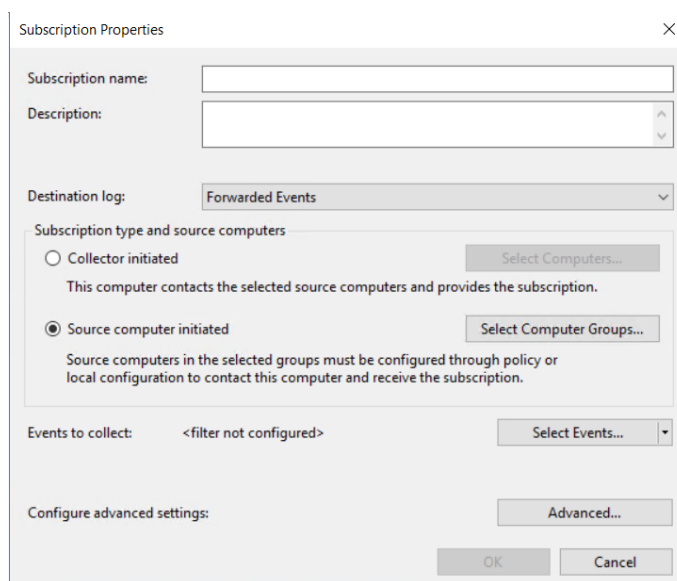 Subscription Properties
Subscription name:
Description:
Destination log:
Forwarded Events
Subscription type and source computers
Collector initiated
Select Computers...
This computer contacts the selected source computers and provides the subscription.
Source computer initiated
Select Computer Groups...
Source computers in the selected groups must be configured through policy or
local configuration to contact this computer and receive the subscription.
Events to collect:
<filter not configured>
Select Events...
Configure advanced settings:
Advanced...
OK
Cancel